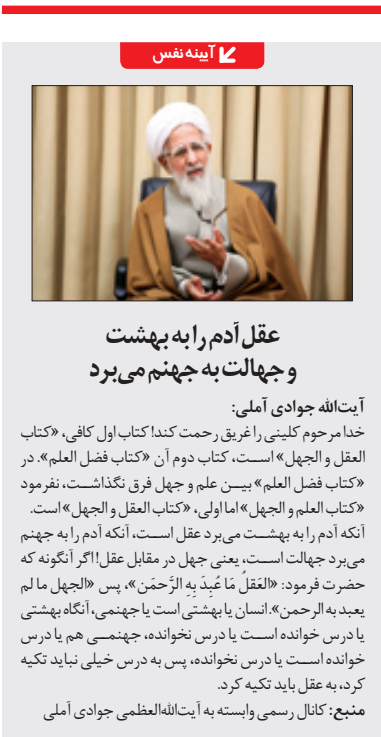 آیینه نفس
عقل آدم را به بهشت
و جهالت به جهنم می‌برد
آیت‌الله جوادی آملی:
خدا مرحوم کلینی را غریق رحمت کند! کتاب اول کافی، «کتاب
العقل و الجهل» است، کتاب دوم آن «کتاب فضل العلم». در
«کتاب فضل العلم» بین علم و جهل فرق نگذاشت، نفرمود
«کتاب العلم و الجهل» اما اولی، «کتاب العقل و الجهل» است.
آنکه آدم را به بهشت می‌برد عقل است، آنکه آدم را به جهنم
می‌برد جهالت است، یعنی جهل در مقابل عقل! اگر آنگونه که
حضرت فرمود: «العَقلُ مَا عُبِدَ بِهِ الرَّحمَن»، پس «الجهل ما لم
یعبد به الرحمن». انسان یا بهشتی است یا جهنمی، آنگاه بهشتی
یا درس خوانده است یا درس نخوانده، جهنمی هم یا درس
خوانده است یا درس نخوانده، پس به درس خیلی نباید تکیه
کرد، به عقل باید تکیه کرد.
منبع: کانال رسمی وابسته به آیت‌الله‌العظمی جوادی آملی